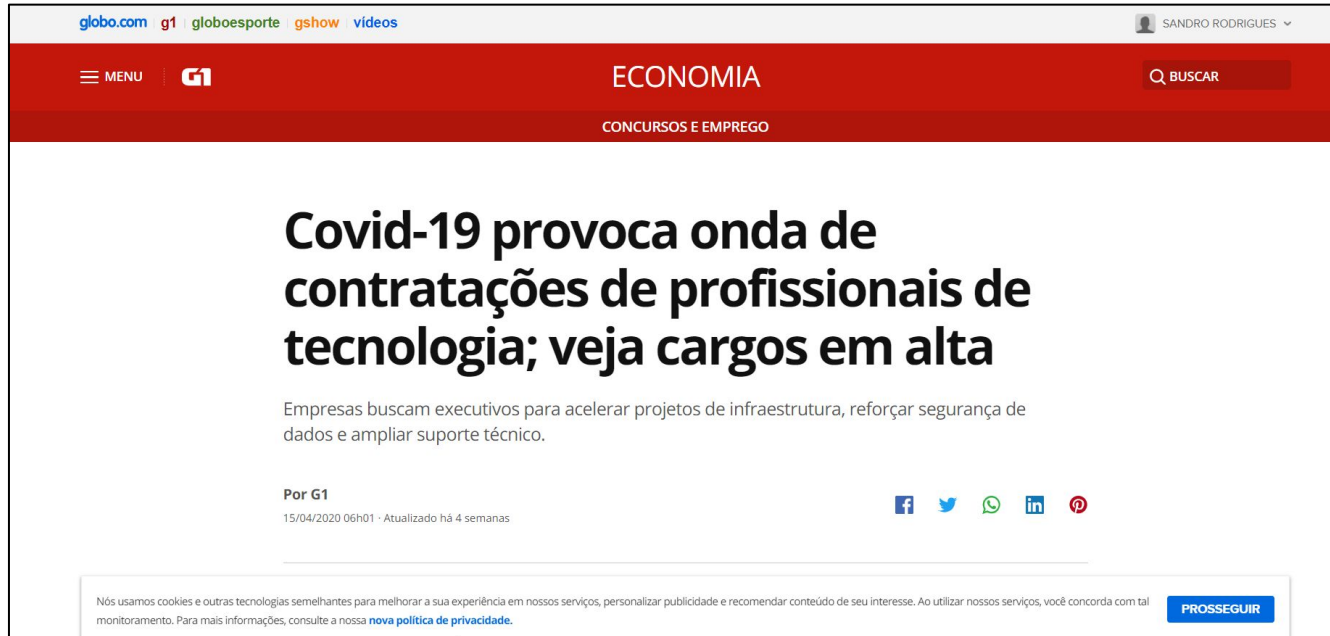 globo.com g1 globoesporte gshow vídeos SANDRO RODRIGUES
MENU G1 ECONOMIA BUSCAR
CONCURSOS E EMPREGO
Covid-19 provoca onda de
contratações de profissionais de
tecnologia; veja cargos em alta
Empresas buscam executivos para acelerar projetos de infraestrutura, reforçar segurança de
dados e ampliar suporte técnico.
Por G1
15/04/2020 06h01 · Atualizado há 4 semanas
Nós usamos cookies e outras tecnologias semelhantes para melhorar a sua experiência em nossos serviços, personalizar publicidade e recomendar conteúdo de seu interesse. Ao utilizar nossos serviços, você concorda com tal
monitoramento. Para mais informações, consulte a nossa nova política de privacidade.
PROSSEGUIR